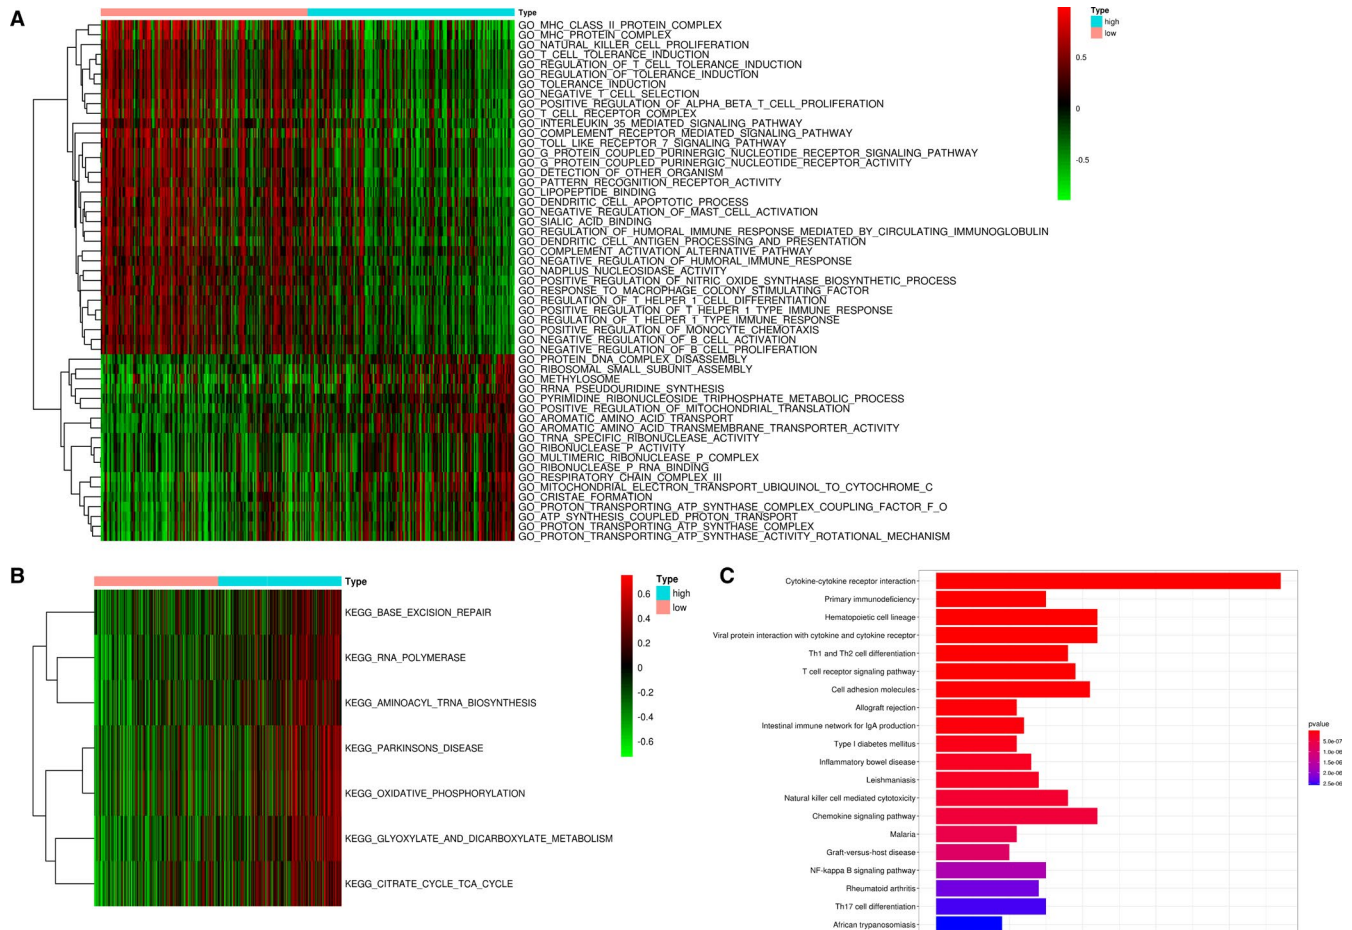 A
Type
GO_MHC_CLASS_II_PROTEIN_COMPLEX
GO_MHC_PROTEIN_COMPLEX
GO_NATURAL_KILLER_CELL_PROLIFERATION
GO_T_CELL_TOLERANCE_INDUCTION
GO_REGULATION_OF_T_CELL_TOLERANCE_INDUCTION
GO_REGULATION_OF_TOLERANCE_INDUCTION
GO_TOLERANCE_INDUCTION
GO_NEGATIVE_T_CELL_SELECTION
GO_POSITIVE_REGULATION_OF_ALPHA_BETA_T_CELL_PROLIFERATION
GO_T_CELL_RECEPTOR_COMPLEX
GO_INTERLEUKIN_35_MEDIATED_SIGNALING_PATHWAY
GO_COMPLEMENT_RECEPTOR_MEDIATED_SIGNALING_PATHWAY
GO_TOLL_LIKE_RECEPTOR_7_SIGNALING_PATHWAY
GO_G_PROTEIN_COUPLED_PURINERGIC_NUCLEOTIDE_RECEPTOR_SIGNALING_PATHWAY
GO_G_PROTEIN_COUPLED_PURINERGIC_NUCLEOTIDE_RECEPTOR_ACTIVITY
GO_DETECTION_OF_OTHER_ORGANISM
GO_PATTERN_RECOGNITION_RECEPTOR_ACTIVITY
GO_LIPOPEPTIDE_BINDING
GO_DENDRITIC_CELL_APOPTOTIC_PROCESS
GO_NEGATIVE_REGULATION_OF_MAST_CELL_ACTIVATION
GO_SIALIC_ACID_BINDING
GO_REGULATION_OF_HUMORAL_IMMUNE_RESPONSE_MEDIATED_BY_CIRCULATING_IMMUNOGLOBULIN
GO_DENDRITIC_CELL_ANTIGEN_PROCESSING_AND_PRESENTATION
GO_COMPLEMENT_ACTIVATION_ALTERNATIVE_PATHWAY
GO_NEGATIVE_REGULATION_OF_HUMORAL_IMMUNE_RESPONSE
GO_NADPLUS_NUCLEOSIDASE_ACTIVITY
GO_POSITIVE_REGULATION_OF_NITRIC_OXIDE_SYNTHASE_BIOSYNTHETIC_PROCESS
GO_RESPONSE_TO_MACROPHAGE_COLONY_STIMULATING_FACTOR
GO_REGULATION_OF_T_HELPER_1_CELL_DIFFERENTIATION
GO_POSITIVE_REGULATION_OF_T_HELPER_1_TYPE_IMMUNE_RESPONSE
GO_REGULATION_OF_T_HELPER_1_TYPE_IMMUNE_RESPONSE
GO_POSITIVE_REGULATION_OF_MONOCYTE_CHEMOTAXIS
GO_NEGATIVE_REGULATION_OF_B_CELL_ACTIVATION
GO_NEGATIVE_REGULATION_OF_B_CELL_PROLIFERATION
GO_PROTEIN_DNA_COMPLEX_DISASSEMBLY
GO_RIBOSOMAL_SMALL_SUBUNIT_ASSEMBLY
GO_METHYLOSOME
GO_RRNA_PSEUDOURIDINE_SYNTHESIS
GO_PYRIMIDINE_RIBONUCLEOSIDE_TRIPHOSPHATE_METABOLIC_PROCESS
GO_POSITIVE_REGULATION_OF_MITOCHONDRIAL_TRANSLATION
GO_AROMATIC_AMINO_ACID_TRANSPORT
GO_AROMATIC_AMINO_ACID_TRANSMEMBRANE_TRANSPORTER_ACTIVITY
GO_TRNA_SPECIFIC_RIBONUCLEASE_ACTIVITY
GO_RIBONUCLEASE_P_ACTIVITY
GO_MULTIMERIC_RIBONUCLEASE_P_COMPLEX
GO_RIBONUCLEASE_P_RNA_BINDING
GO_RESPIRATORY_CHAIN_COMPLEX_III
GO_MITOCHONDRIAL_ELECTRON_TRANSPORT_UBIQUINOL_TO_CYTOCHROME_C
GO_CRISTAE_FORMATION
GO_PROTON_TRANSPORTING_ATP_SYNTHASE_COMPLEX_COUPLING_FACTOR_F_O
GO_ATP_SYNTHESIS_COUPLED_PROTON_TRANSPORT
GO_PROTON_TRANSPORTING_ATP_SYNTHASE_COMPLEX
GO_PROTON_TRANSPORTING_ATP_SYNTHASE_ACTIVITY_ROTATIONAL_MECHANISM
0.5
0
-0.5
Type
high
low
B
Type
KEGG_BASE_EXCISION_REPAIR
KEGG_RNA_POLYMERASE
KEGG_AMINOACYL_TRNA_BIOSYNTHESIS
KEGG_PARKINSONS_DISEASE
KEGG_OXIDATIVE_PHOSPHORYLATION
KEGG_GLYOXYLATE_AND_DICARBOXYLATE_METABOLISM
KEGG_CITRATE_CYCLE_TCA_CYCLE
0.6
0.4
0.2
0
-0.2
-0.4
-0.6
Type
high
low
C
Cytokine-cytokine receptor interaction
Primary immunodeficiency
Hematopoietic cell lineage
Viral protein interaction with cytokine and cytokine receptor
Th1 and Th2 cell differentiation
T cell receptor signaling pathway
Cell adhesion molecules
Allograft rejection
Intestinal immune network for IgA production
Type I diabetes mellitus
Inflammatory bowel disease
Leishmaniasis
Natural killer cell mediated cytotoxicity
Chemokine signaling pathway
Malaria
Graft-versus-host disease
NF-kappa B signaling pathway
Rheumatoid arthritis
Th17 cell differentiation
African trypanosomiasis
pvalue
5.0e-07
1.0e-06
1.5e-06
2.0e-06
2.5e-06